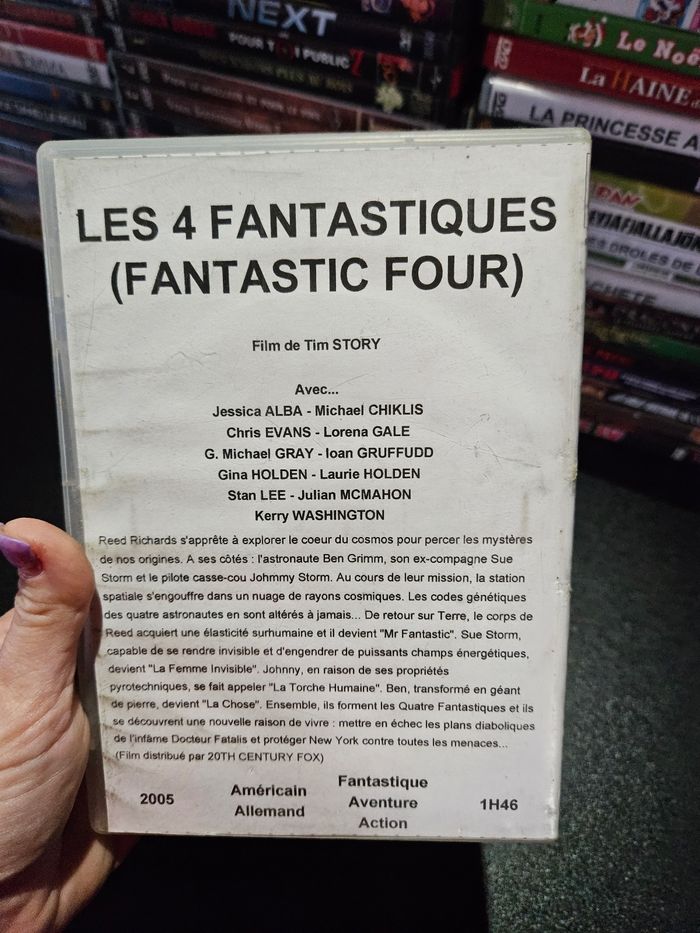 NEXT
POUR TOI PUBLIC
Le Noë
La HAINE
LA PRINCESSE A
LES 4 FANTASTIQUES
(FANTASTIC FOUR)
Film de Tim STORY
Avec...
Jessica ALBA - Michael CHIKLIS
Chris EVANS - Lorena GALE
G. Michael GRAY - Ioan GRUFFUDD
Gina HOLDEN - Laurie HOLDEN
Stan LEE - Julian MCMAHON
Kerry WASHINGTON
Reed Richards s'apprête à explorer le coeur du cosmos pour percer les mystères
de nos origines. A ses côtés : l'astronaute Ben Grimm, son ex-compagne Sue
Storm et le pilote casse-cou Johmmy Storm. Au cours de leur mission, la station
spatiale s'engouffre dans un nuage de rayons cosmiques. Les codes génétiques
des quatre astronautes en sont altérés à jamais... De retour sur Terre, le corps de
Reed acquiert une élasticité surhumaine et il devient "Mr Fantastic". Sue Storm,
capable de se rendre invisible et d'engendrer de puissants champs énergétiques,
devient "La Femme Invisible". Johnny, en raison de ses propriétés
pyrotechniques, se fait appeler "La Torche Humaine". Ben, transformé en géant
de pierre, devient "La Chose". Ensemble, ils forment les Quatre Fantastiques et ils
se découvrent une nouvelle raison de vivre : mettre en échec les plans diaboliques
de l'infâme Docteur Fatalis et protéger New York contre toutes les menaces...
(Film distribué par 20TH CENTURY FOX)
2005
Américain
Allemand
Fantastique
Aventure
Action
1H46